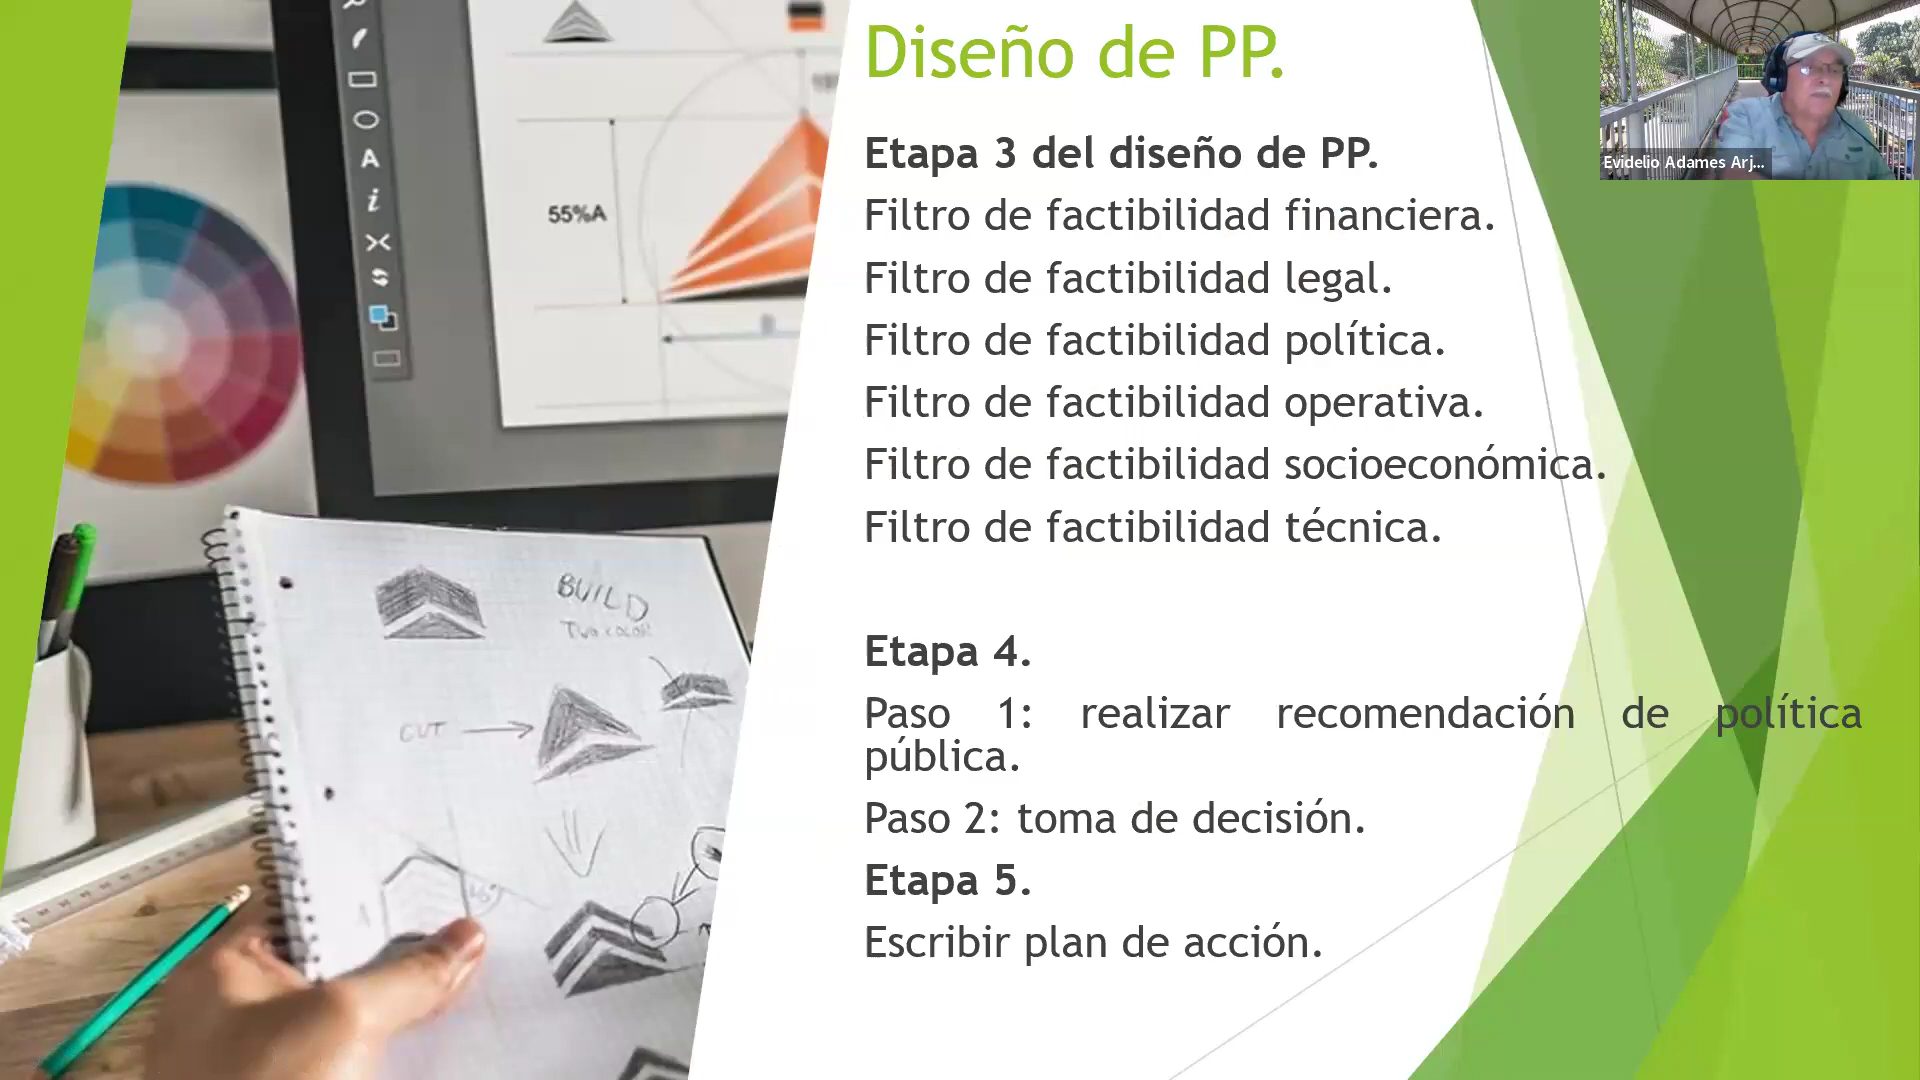 Diseño de PP.
Evidelio Adames Arj...
Etapa 3 del diseño de PP.
Filtro de factibilidad financiera.
Filtro de factibilidad legal.
Filtro de factibilidad política.
Filtro de factibilidad operativa.
Filtro de factibilidad socioeconómica.
Filtro de factibilidad técnica.
Etapa 4.
Paso 1: realizar recomendación de política
pública.
Paso 2: toma de decisión.
Etapa 5.
Escribir plan de acción.
A
i
55%A
BUILD
TWO COLOR
CUT